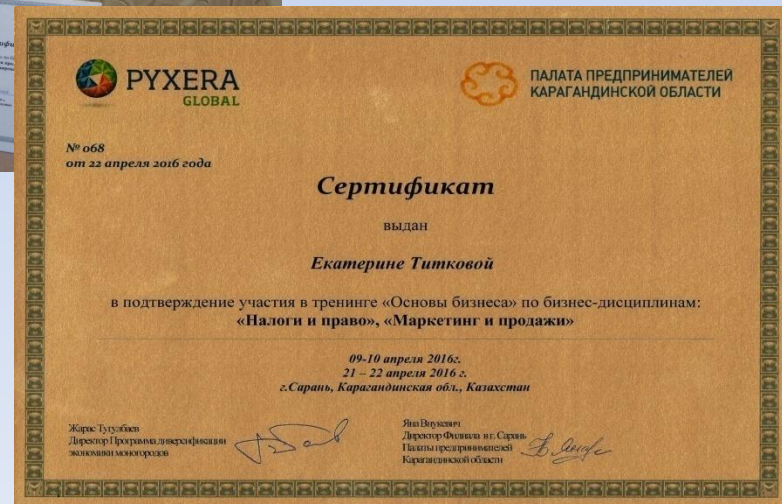 PYXERA
GLOBAL
ПАЛАТА ПРЕДПРИНИМАТЕЛЕЙ
КАРАГАНДИНСКОЙ ОБЛАСТИ
№ 068
от 22 апреля 2016 года
Сертификат
выдан
Екатерине Титковой
в подтверждение участия в тренинге «Основы бизнеса» по бизнес-дисциплинам:
«Налоги и право», «Маркетинг и продажи»
09-10 апреля 2016г.
21 – 22 апреля 2016 г.
г.Сарань, Карагандинская обл., Казахстан
Жарас Тугулбаев
Директор Программа диверсификации
экономики моногородов
Яна Внукевич
Директор Филиала в г. Сарань
Палаты предпринимателей
Карагандинской области